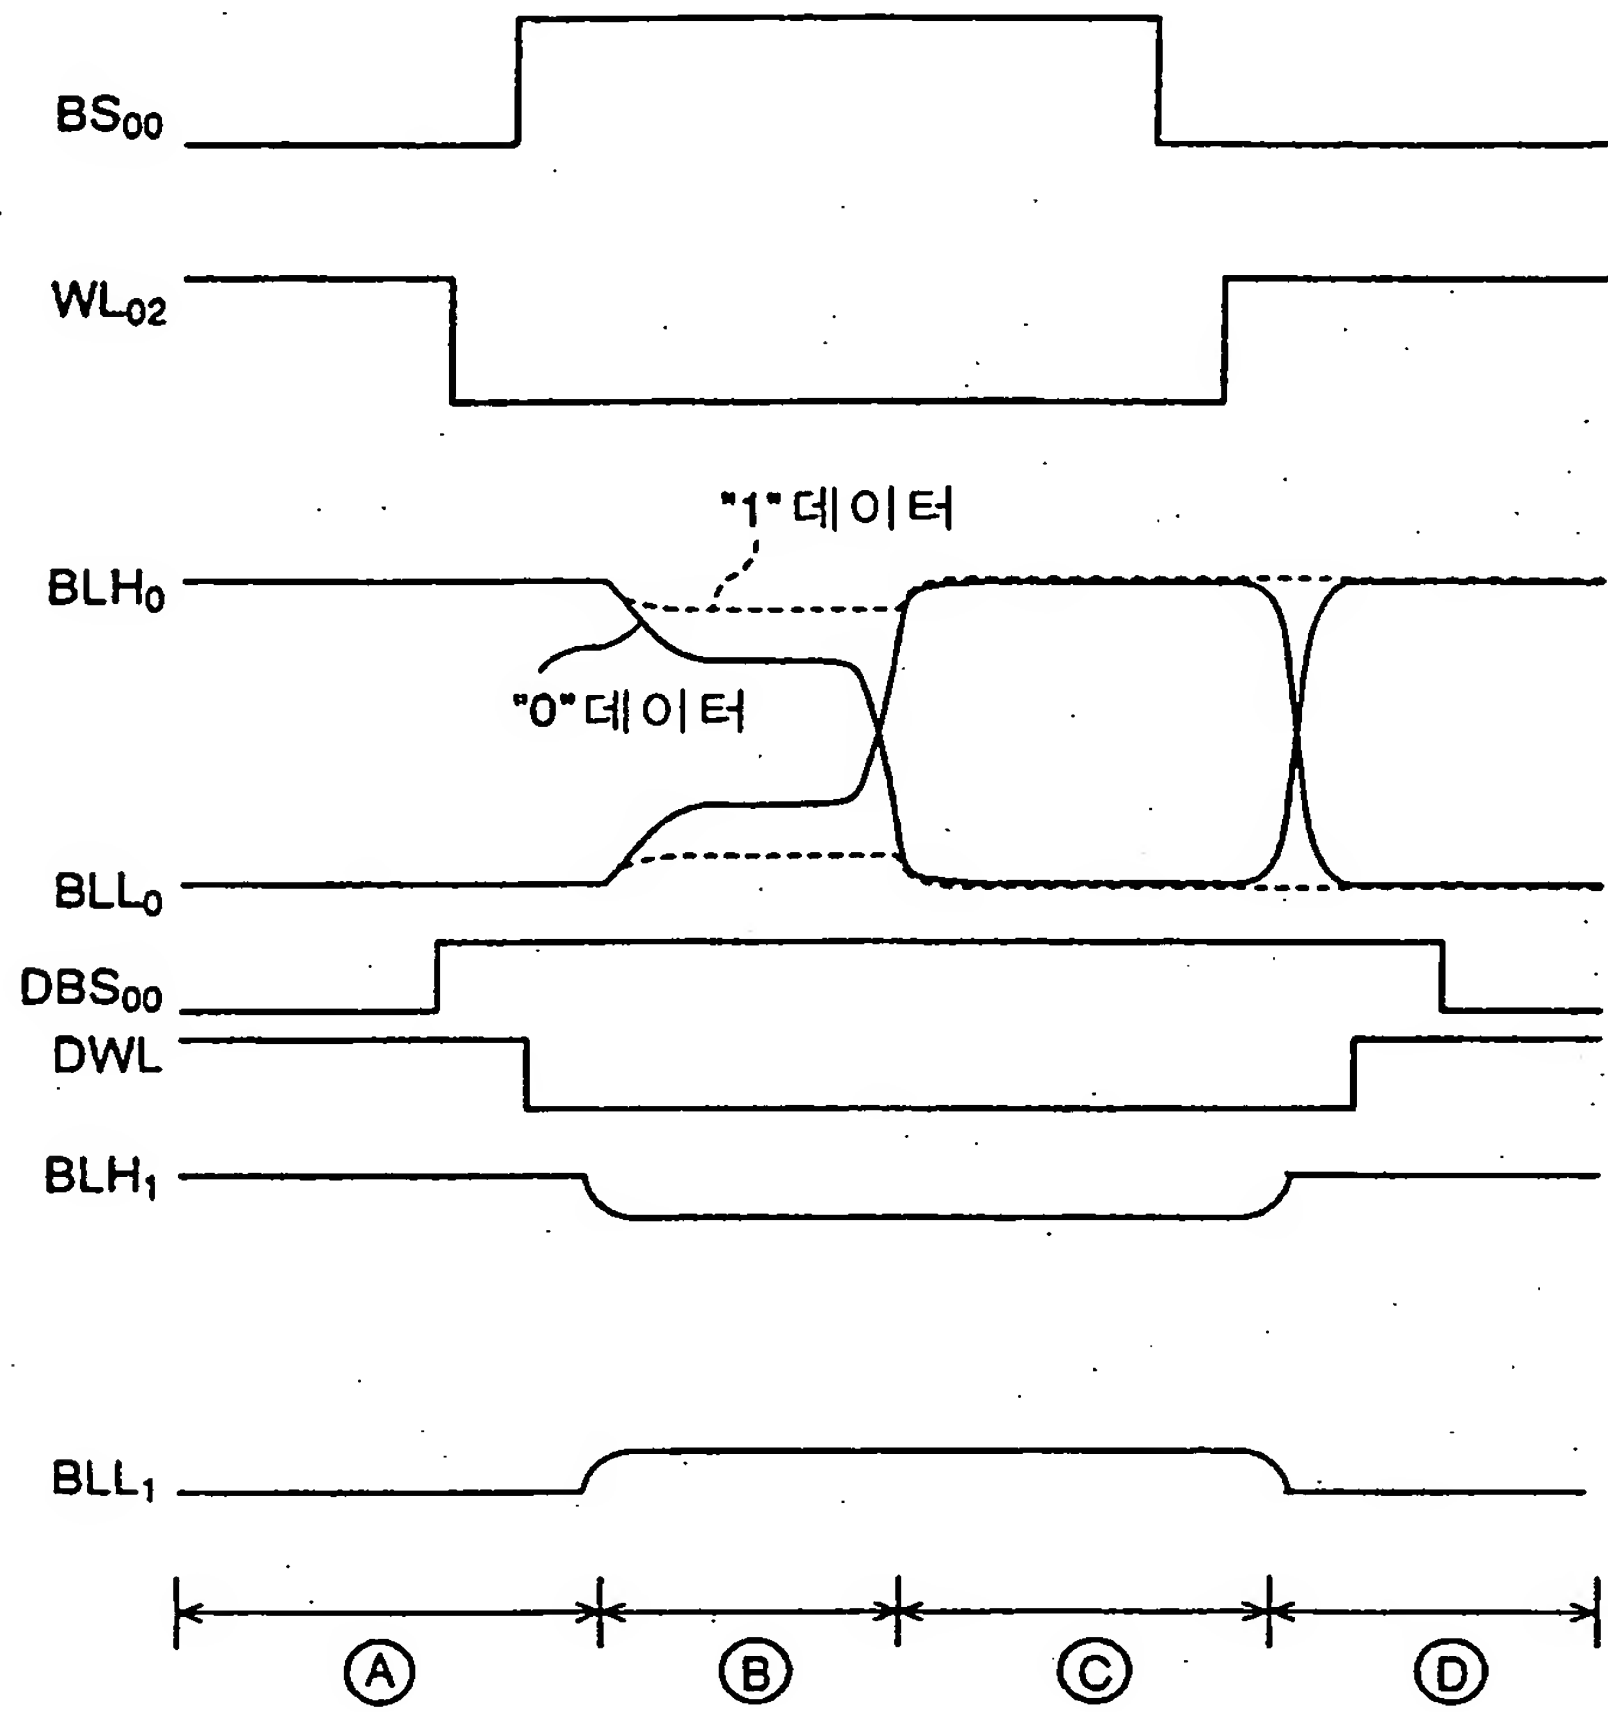 BS₀₀
WL₀₂
"1" 데이터
BLH₀
"0" 데이터
BLL₀
DBS₀₀
DWL
BLH₁
BLL₁
Ⓐ Ⓑ Ⓒ Ⓓ